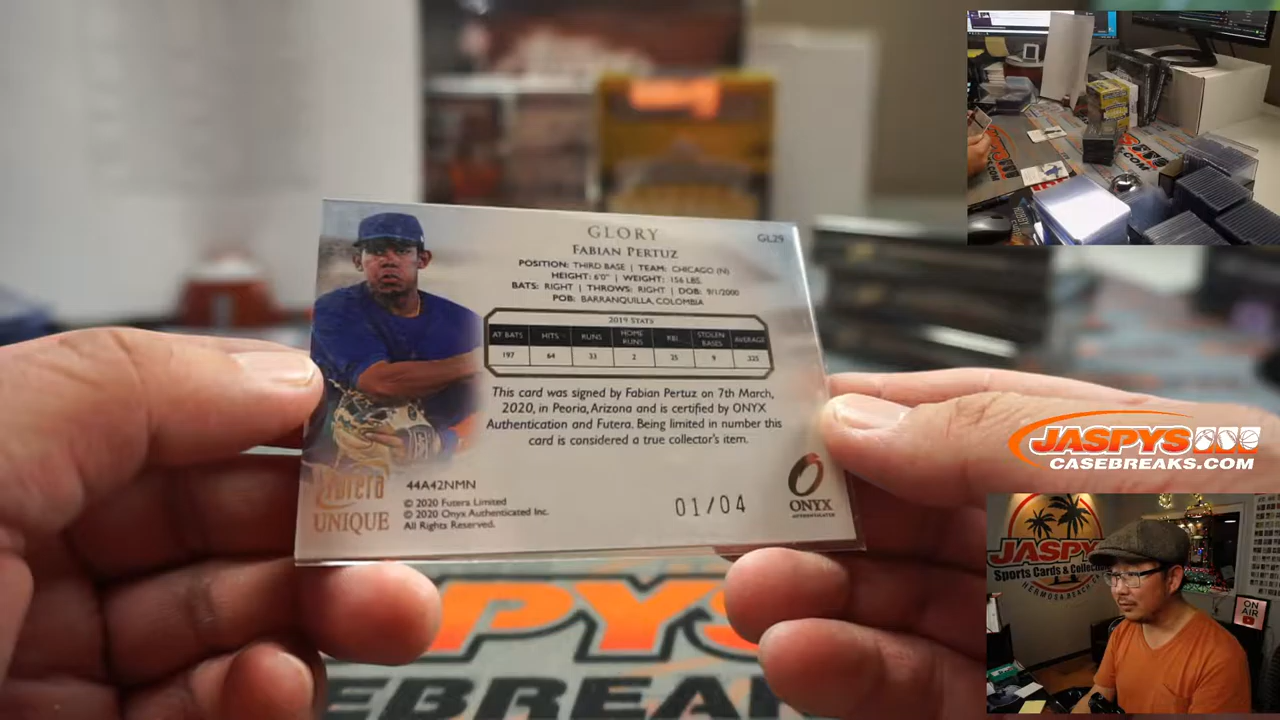 GLORY
GL29
FABIAN PERTUZ
POSITION: THIRD BASE | TEAM: CHICAGO (N)
HEIGHT: 6'0" | WEIGHT: 156 LBS.
BATS: RIGHT | THROWS: RIGHT | DOB: 9/1/2000
POB: BARRANQUILLA, COLOMBIA
2019 STATS
AT BATS HITS RUNS HOME RUNS RBI STOLEN BASES AVERAGE
197 64 33 2 25 9 .325
This card was signed by Fabian Pertuz on 7th March,
2020, in Peoria, Arizona and is certified by ONYX
Authentication and Futera. Being limited in number this
card is considered a true collector's item.
futera
UNIQUE
44A42NMN
© 2020 Futera Limited
© 2020 Onyx Authenticated Inc.
All Rights Reserved.
01/04
ONYX
AUTHENTICATED
JASPYS
CASEBREAKS.COM
JASPY
Sports Cards & Collect
HERMOSA BEACH
ON
AIR
PYS
EBREAK